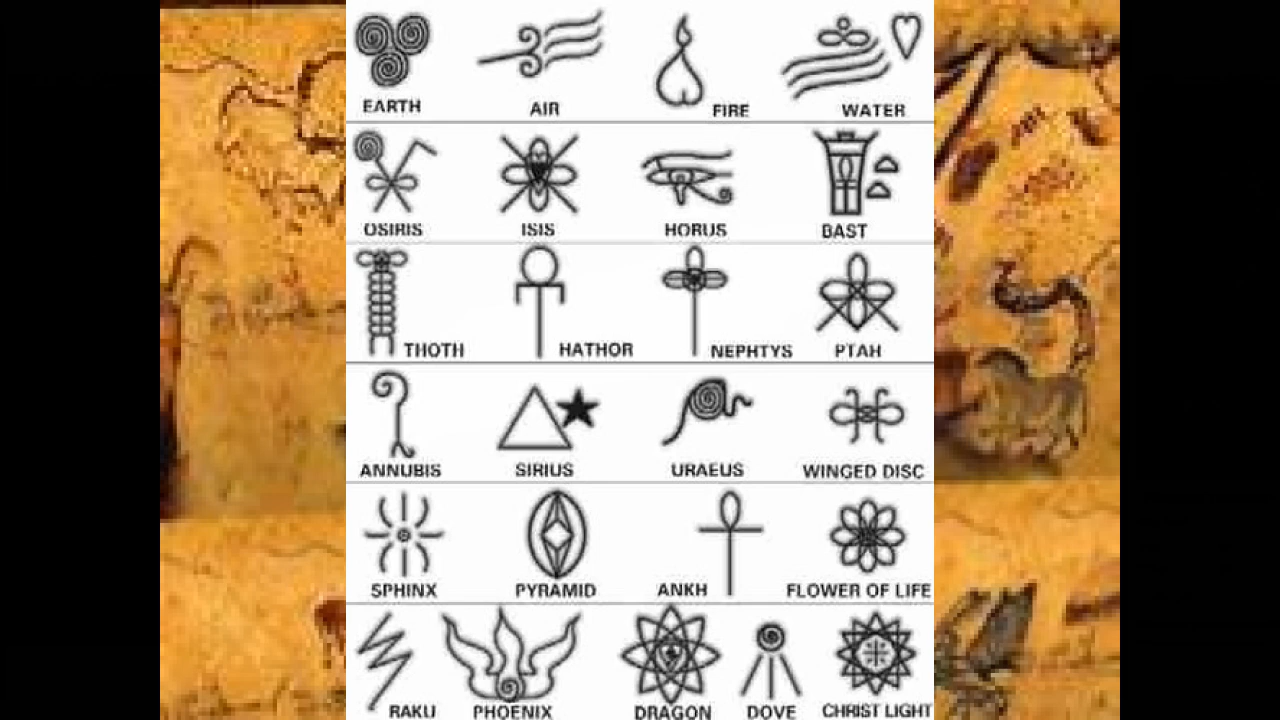 EARTH AIR FIRE WATER
OSIRIS ISIS HORUS BAST
THOTH HATHOR NEPHTYS PTAH
ANNUBIS SIRIUS URAEUS WINGED DISC
SPHINX PYRAMID ANKH FLOWER OF LIFE
RAKU PHOENIX DRAGON DOVE CHRIST LIGHT